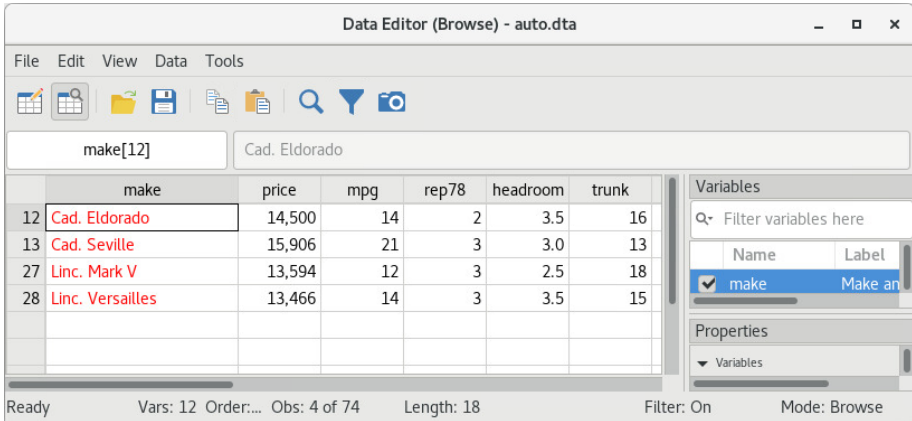 Data Editor (Browse) - auto.dta
File Edit View Data Tools
make[12] Cad. Eldorado
make price mpg rep78 headroom trunk
12 Cad. Eldorado 14,500 14 2 3.5 16
13 Cad. Seville 15,906 21 3 3.0 13
27 Linc. Mark V 13,594 12 3 2.5 18
28 Linc. Versailles 13,466 14 3 3.5 15
Variables
Filter variables here
Name Label
make Make an
Properties
Variables
Ready Vars: 12 Order:... Obs: 4 of 74 Length: 18 Filter: On Mode: Browse